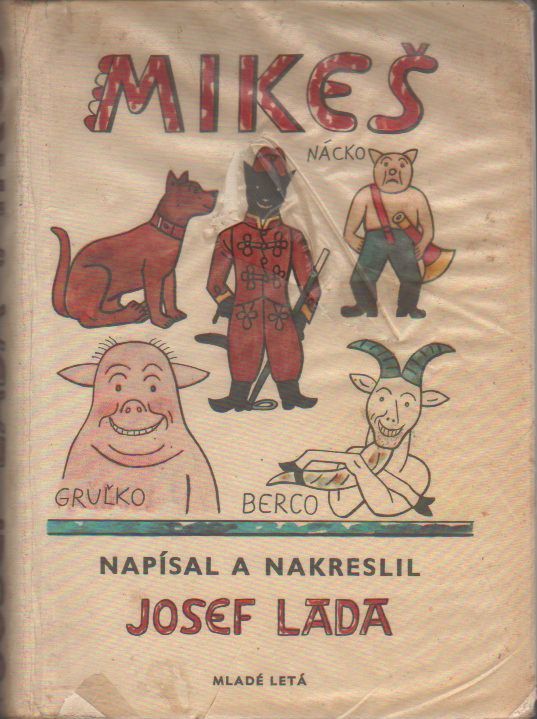 MIKEŠ
NÁCKO
GRUĽKO
BERCO
NAPÍSAL A NAKRESLIL
JOSEF LADA
MLADÉ LETÁ